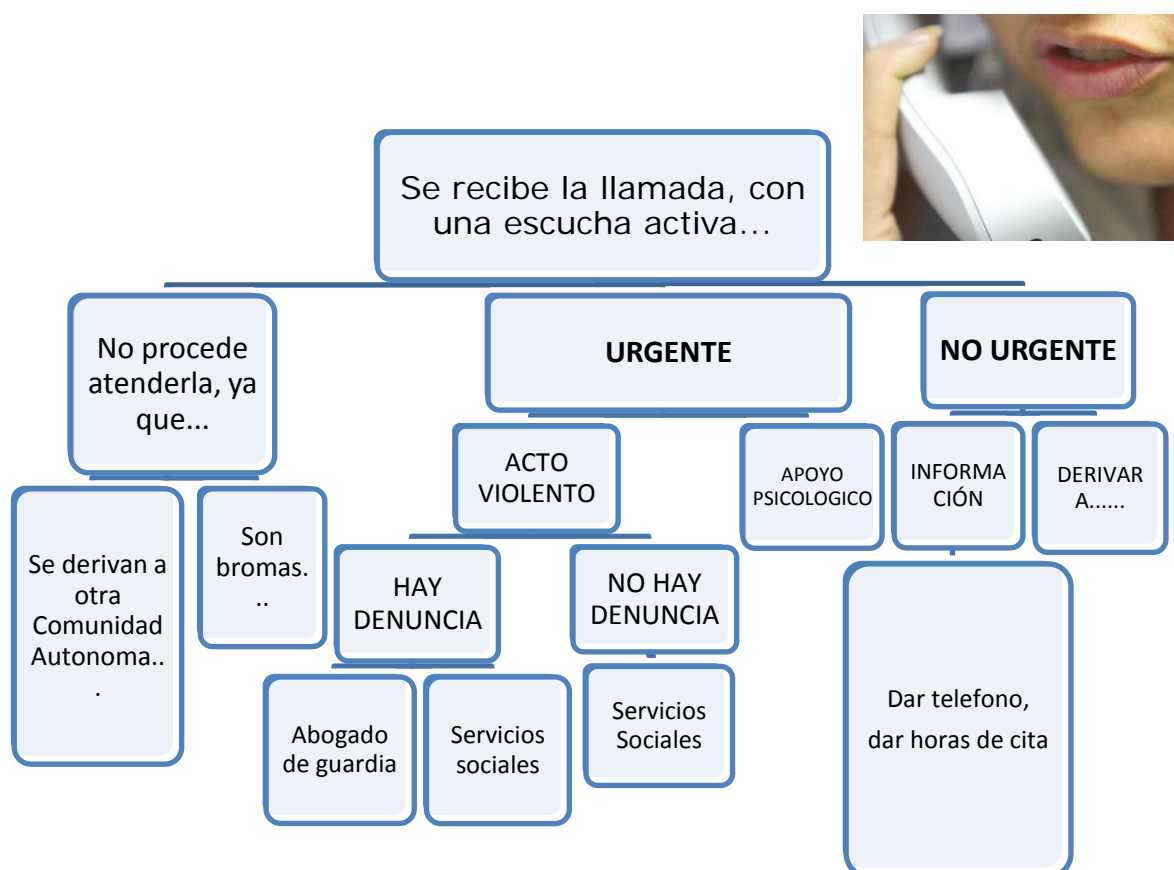 Se recibe la llamada, con
una escucha activa...
No procede
atenderla, ya
que...
URGENTE
NO URGENTE
Se derivan a
otra
Comunidad
Autonoma..
.
Son
bromas.
..
ACTO
VIOLENTO
APOYO
PSICOLOGICO
INFORMA
CIÓN
DERIVAR
A......
HAY
DENUNCIA
NO HAY
DENUNCIA
Abogado
de guardia
Servicios
sociales
Servicios
Sociales
Dar telefono,
dar horas de cita